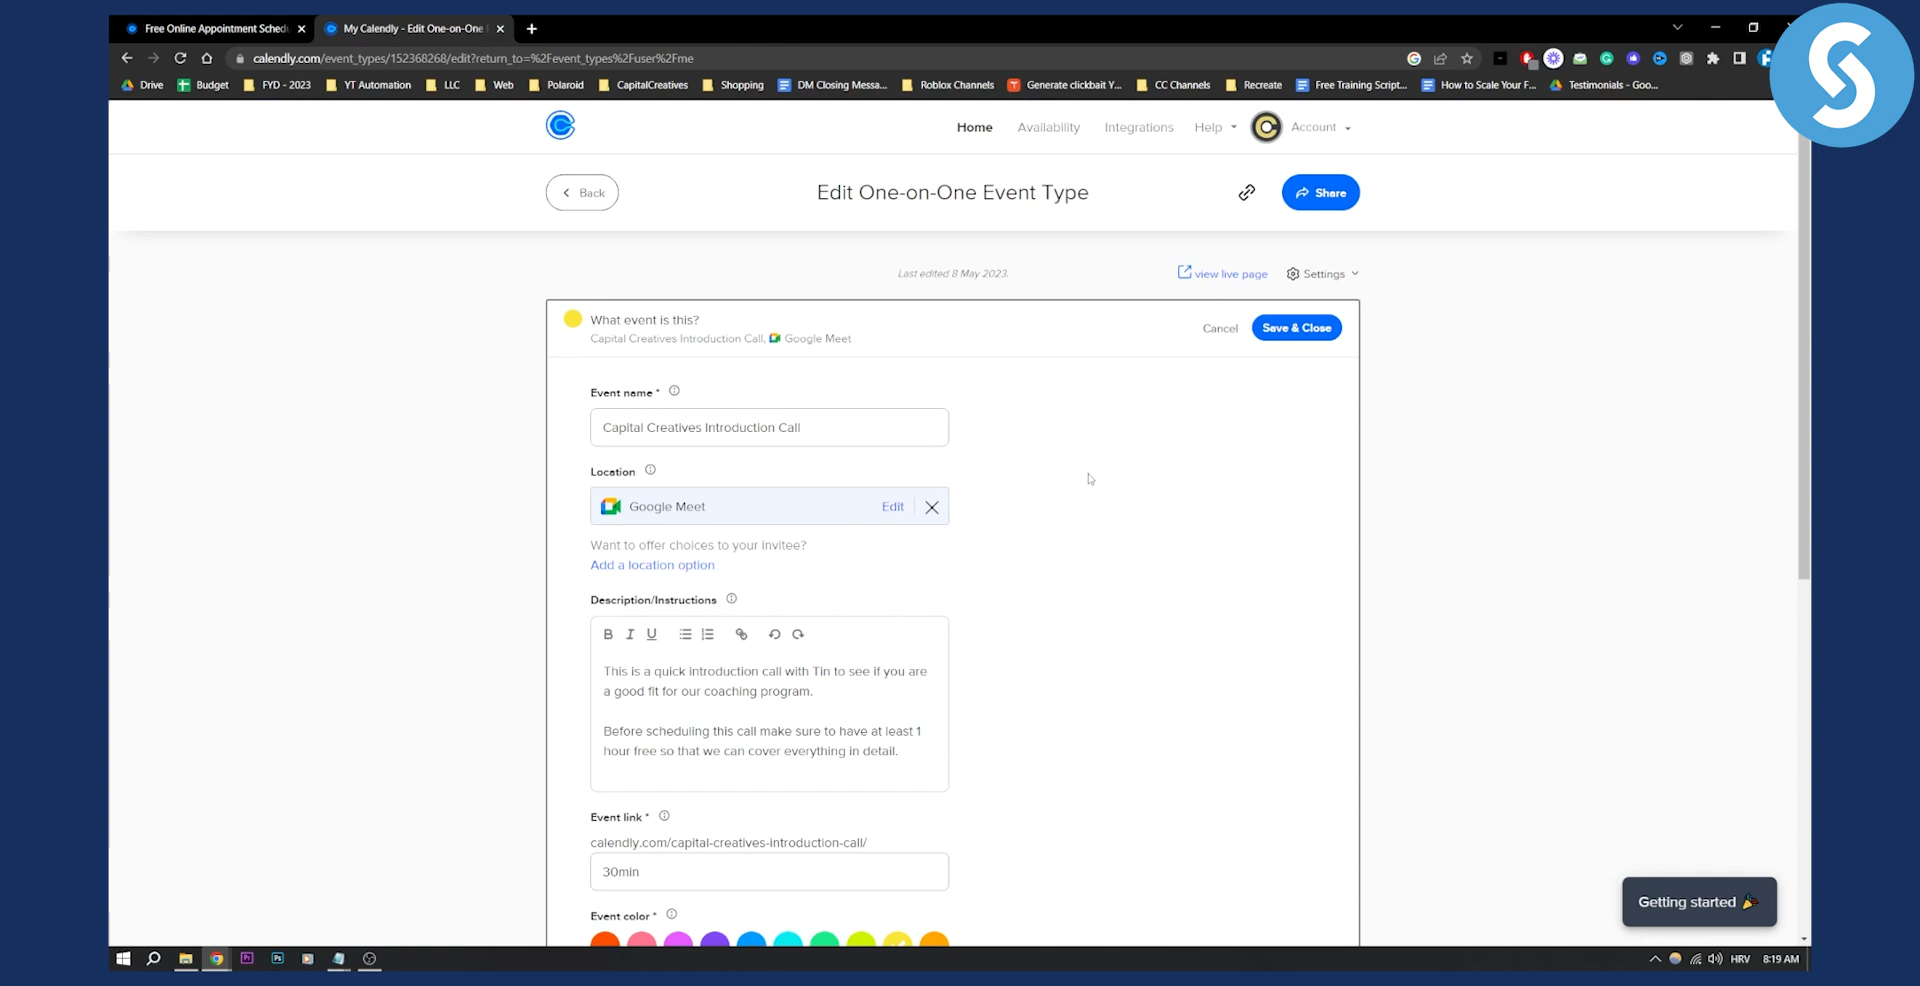 Free Online Appointment Schedu
My Calendly - Edit One-on-One
calendly.com/event_types/152368268/edit?return_to=%2Fevent_types%2Fuser%2Fme
Drive
Budget
FYD - 2023
YT Automation
LLC
Web
Polaroid
CapitalCreatives
Shopping
DM Closing Messa...
Roblox Channels
Generate clickbait Y...
CC Channels
Recreate
Free Training Script...
How to Scale Your F...
Testimonials - Goo...
Home
Availability
Integrations
Help
Account
Back
Edit One-on-One Event Type
Share
Last edited 8 May 2023.
view live page
Settings
What event is this?
Capital Creatives Introduction Call, Google Meet
Cancel
Save & Close
Event name *
Capital Creatives Introduction Call
Location
Google Meet
Edit
Want to offer choices to your invitee?
Add a location option
Description/Instructions
B I U
This is a quick introduction call with Tin to see if you are
a good fit for our coaching program.
Before scheduling this call make sure to have at least 1
hour free so that we can cover everything in detail.
Event link *
calendly.com/capital-creatives-introduction-call/
30min
Event color *
Getting started
HRV
8:19 AM